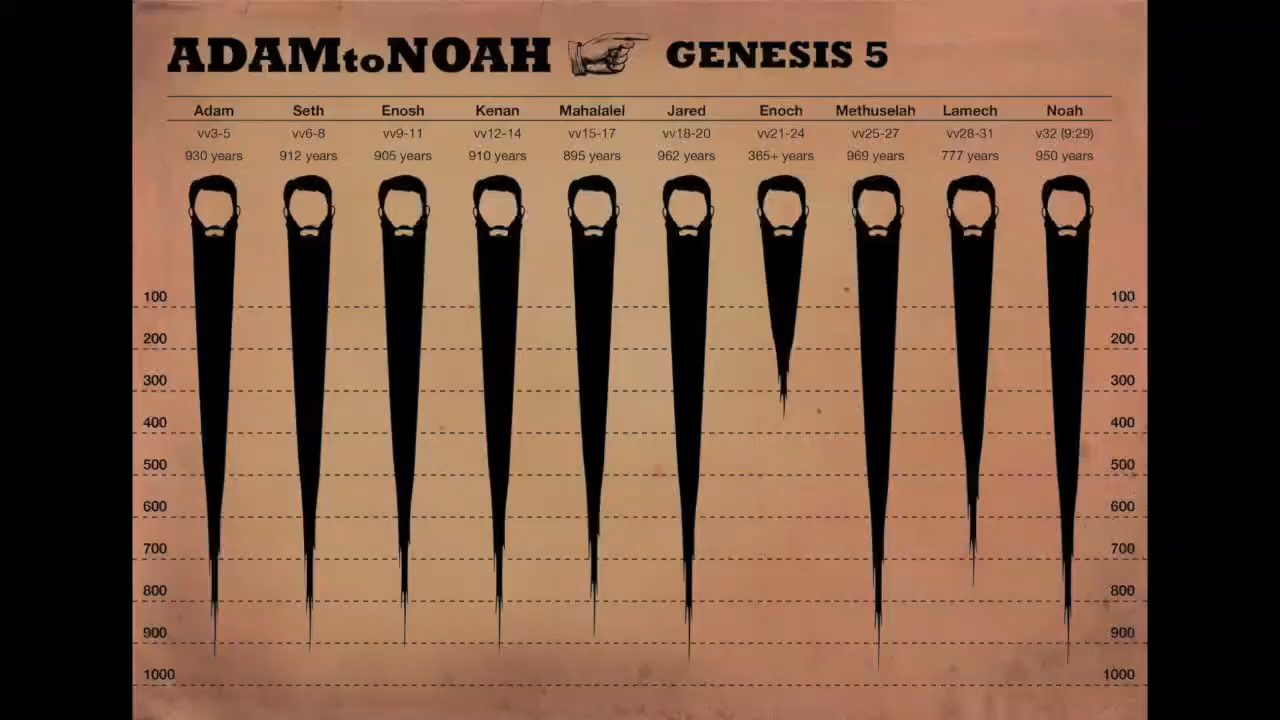 ADAMtoNOAH GENESIS 5
Adam Seth Enosh Kenan Mahalalel Jared Enoch Methuselah Lamech Noah
vv3-5 vv6-8 vv9-11 vv12-14 vv15-17 vv18-20 vv21-24 vv25-27 vv28-31 v32 (9:29)
930 years 912 years 905 years 910 years 895 years 962 years 365+ years 969 years 777 years 950 years
100 100
200 200
300 300
400 400
500 500
600 600
700 700
800 800
900 900
1000 1000